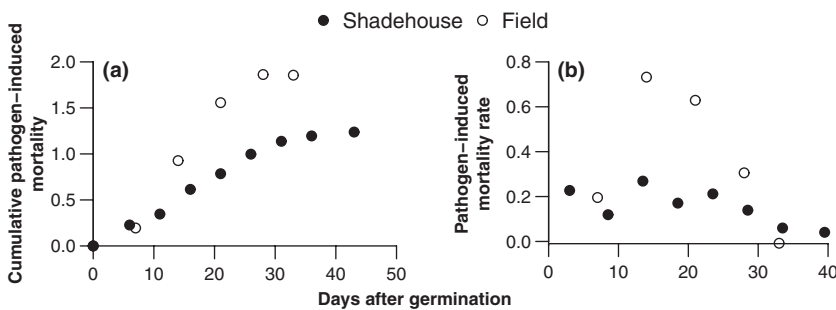 Shadehouse Field
(a)
Cumulative pathogen−induced
mortality
2.0
1.5
1.0
0.5
0.0
0 10 20 30 40 50
(b)
Pathogen−induced
mortality rate
0.8
0.6
0.4
0.2
0.0
0 10 20 30 40
Days after germination